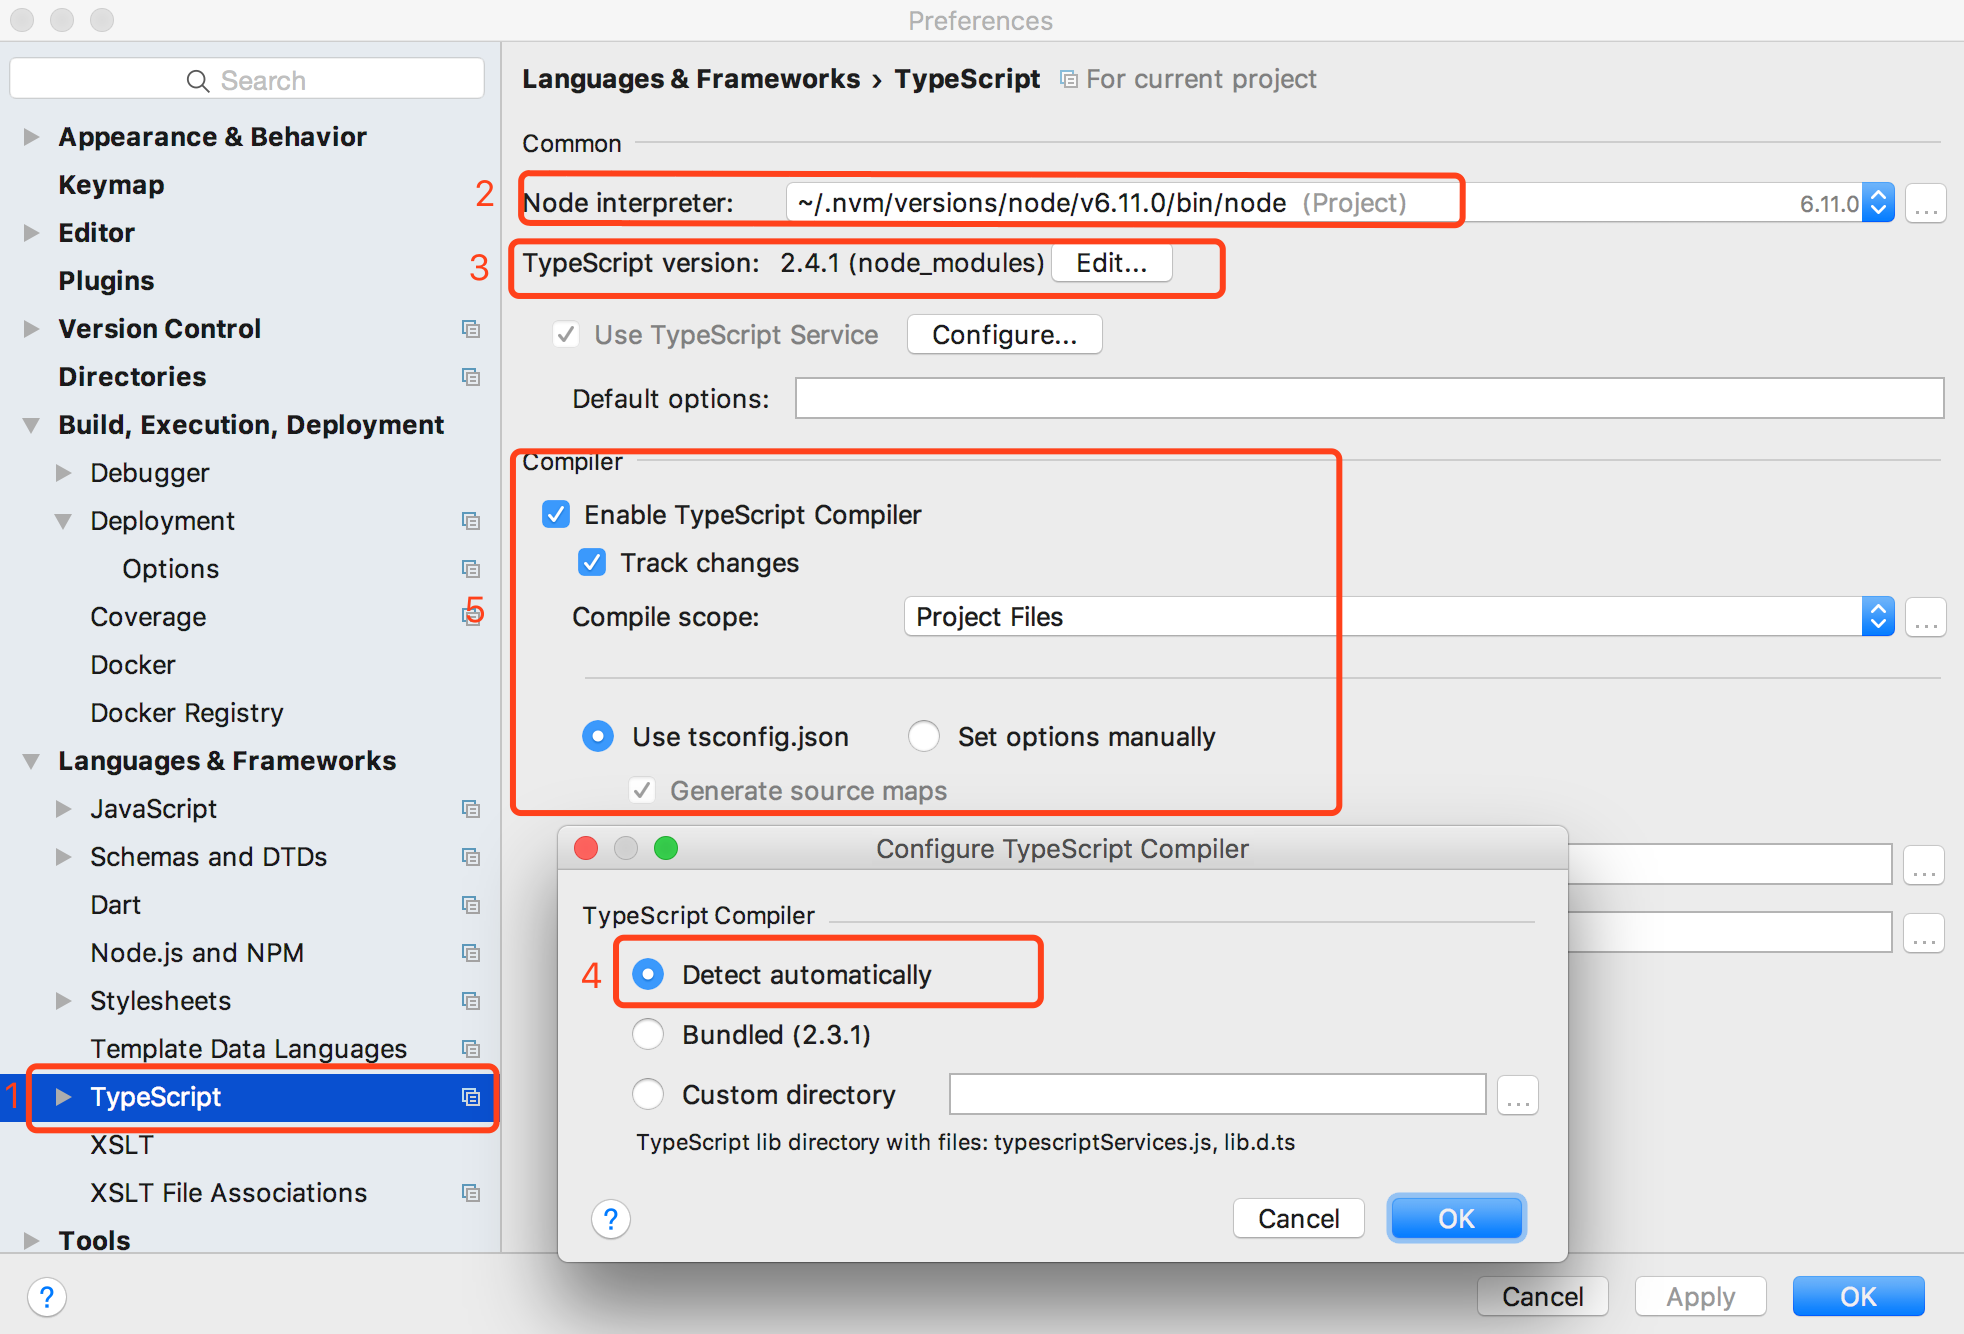 Preferences
Search
Appearance & Behavior
Keymap
Editor
Plugins
Version Control
Directories
Build, Execution, Deployment
Debugger
Deployment
Options
Coverage
Docker
Docker Registry
Languages & Frameworks
JavaScript
Schemas and DTDs
Dart
Node.js and NPM
Stylesheets
Template Data Languages
1 TypeScript
XSLT
XSLT File Associations
Tools
?
Languages & Frameworks › TypeScript For current project
Common
2 Node interpreter: ~/.nvm/versions/node/v6.11.0/bin/node (Project) 6.11.0 ...
3 TypeScript version: 2.4.1 (node_modules) Edit...
Use TypeScript Service Configure...
Default options:
Compiler
Enable TypeScript Compiler
Track changes
5 Compile scope: Project Files ...
Use tsconfig.json Set options manually
Generate source maps
...
...
Configure TypeScript Compiler
TypeScript Compiler
4 Detect automatically
Bundled (2.3.1)
Custom directory ...
TypeScript lib directory with files: typescriptServices.js, lib.d.ts
? Cancel OK
Cancel Apply OK